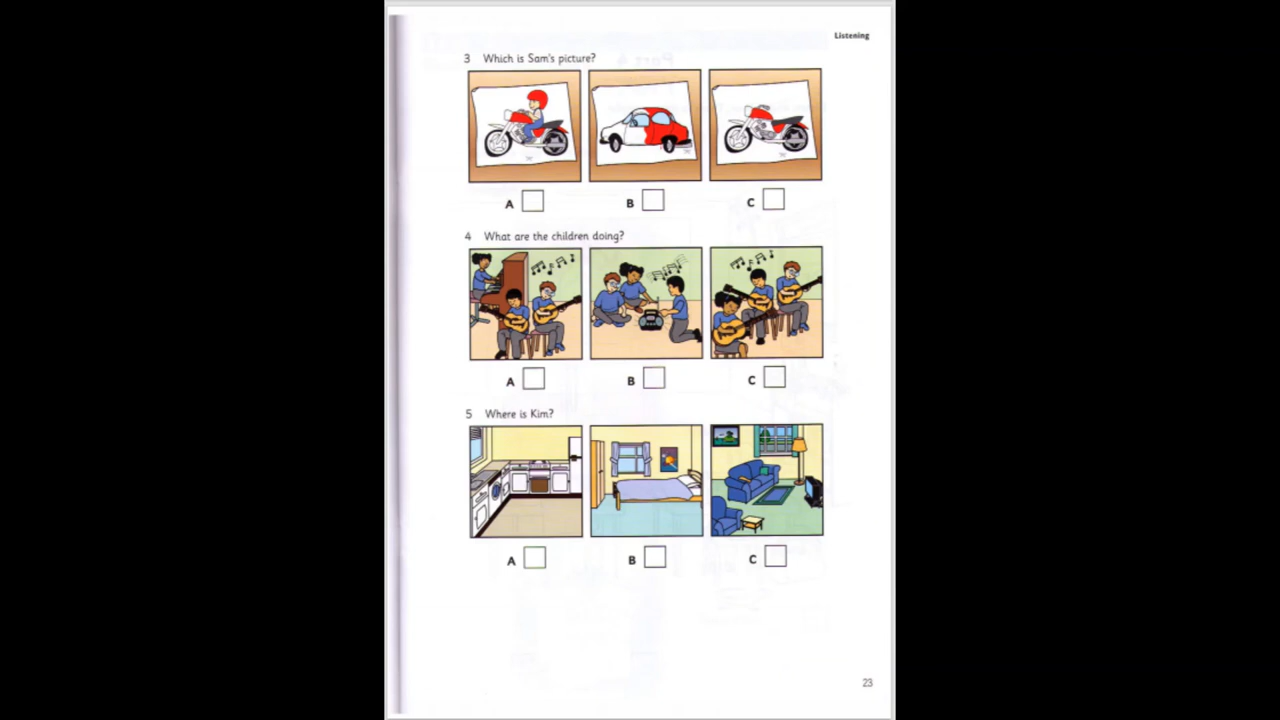 Listening
3 Which is Sam's picture?
A B C
4 What are the children doing?
A B C
5 Where is Kim?
A B C
23